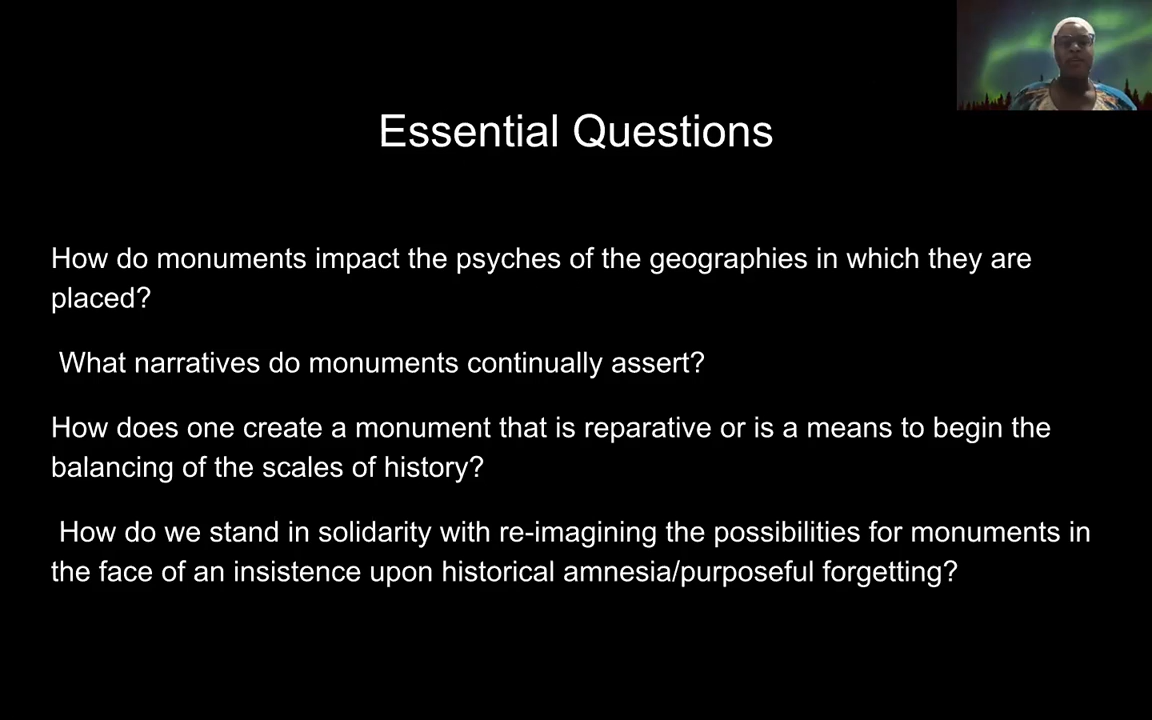 Essential Questions
How do monuments impact the psyches of the geographies in which they are
placed?
What narratives do monuments continually assert?
How does one create a monument that is reparative or is a means to begin the
balancing of the scales of history?
How do we stand in solidarity with re-imagining the possibilities for monuments in
the face of an insistence upon historical amnesia/purposeful forgetting?